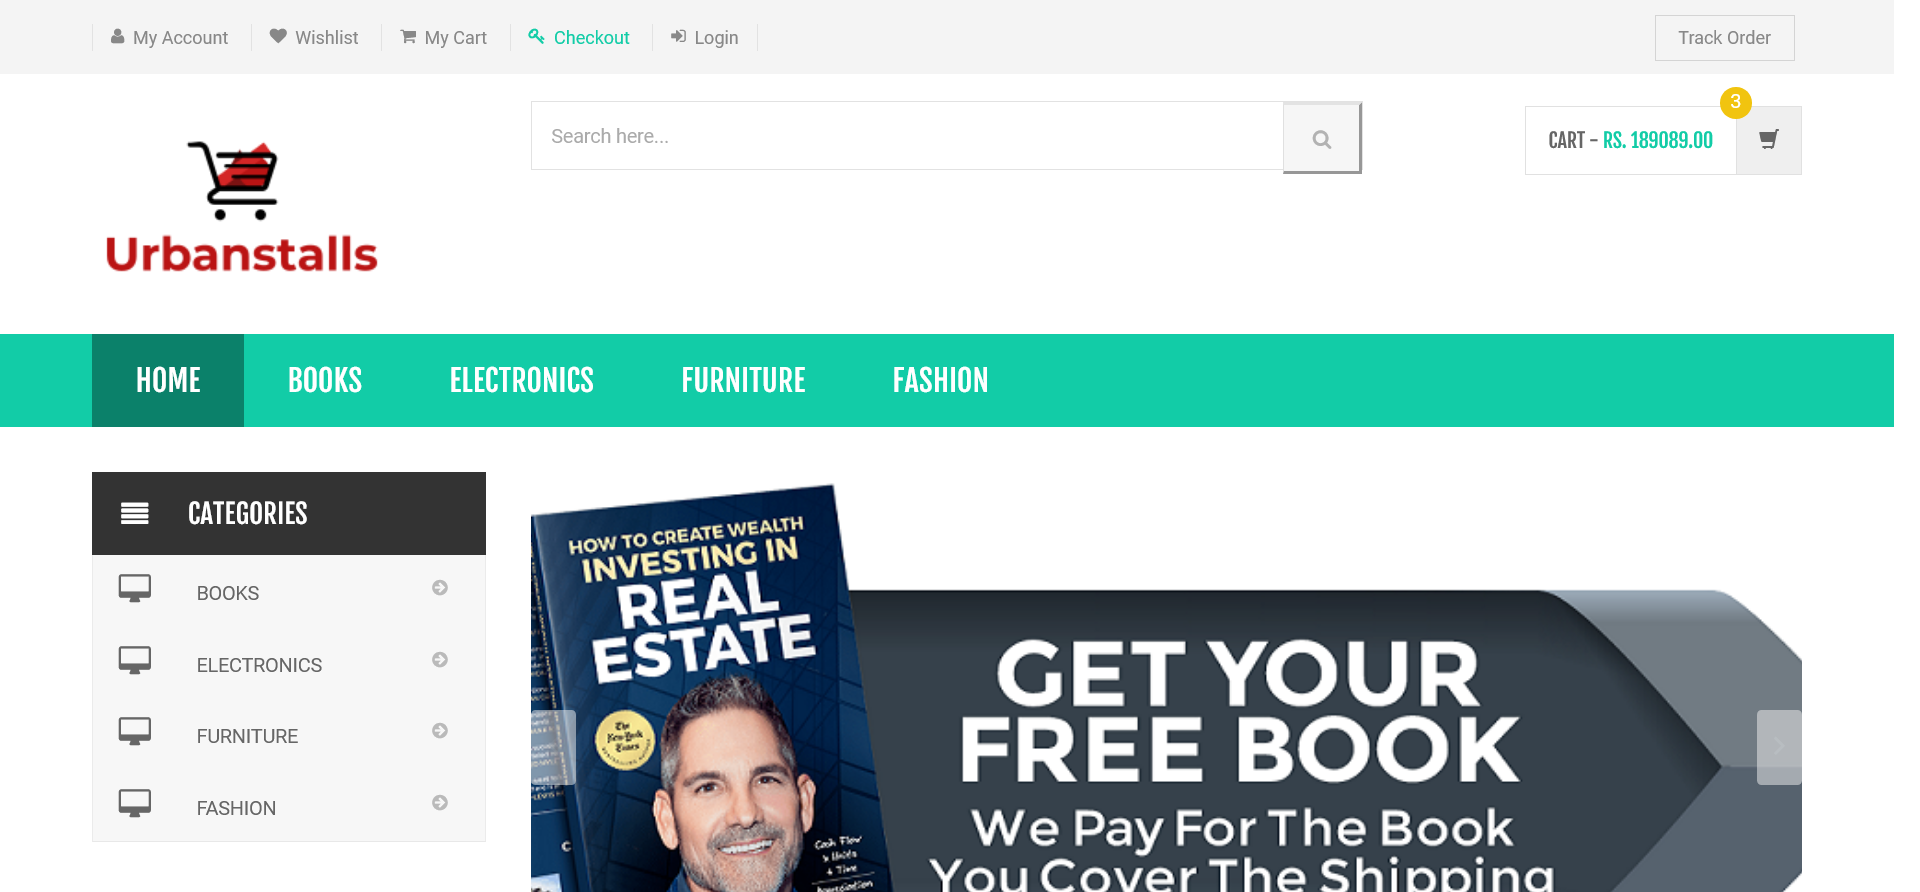 My Account
Wishlist
My Cart
Checkout
Login
Track Order
Urbanstalls
Search here...
3
CART - RS. 189089.00
HOME
BOOKS
ELECTRONICS
FURNITURE
FASHION
CATEGORIES
BOOKS
ELECTRONICS
FURNITURE
FASHION
HOW TO CREATE WEALTH
INVESTING IN
REAL
ESTATE
The
New York
Times
Cash Flow
GET YOUR
FREE BOOK
We Pay For The Book
You Cover The Shipping